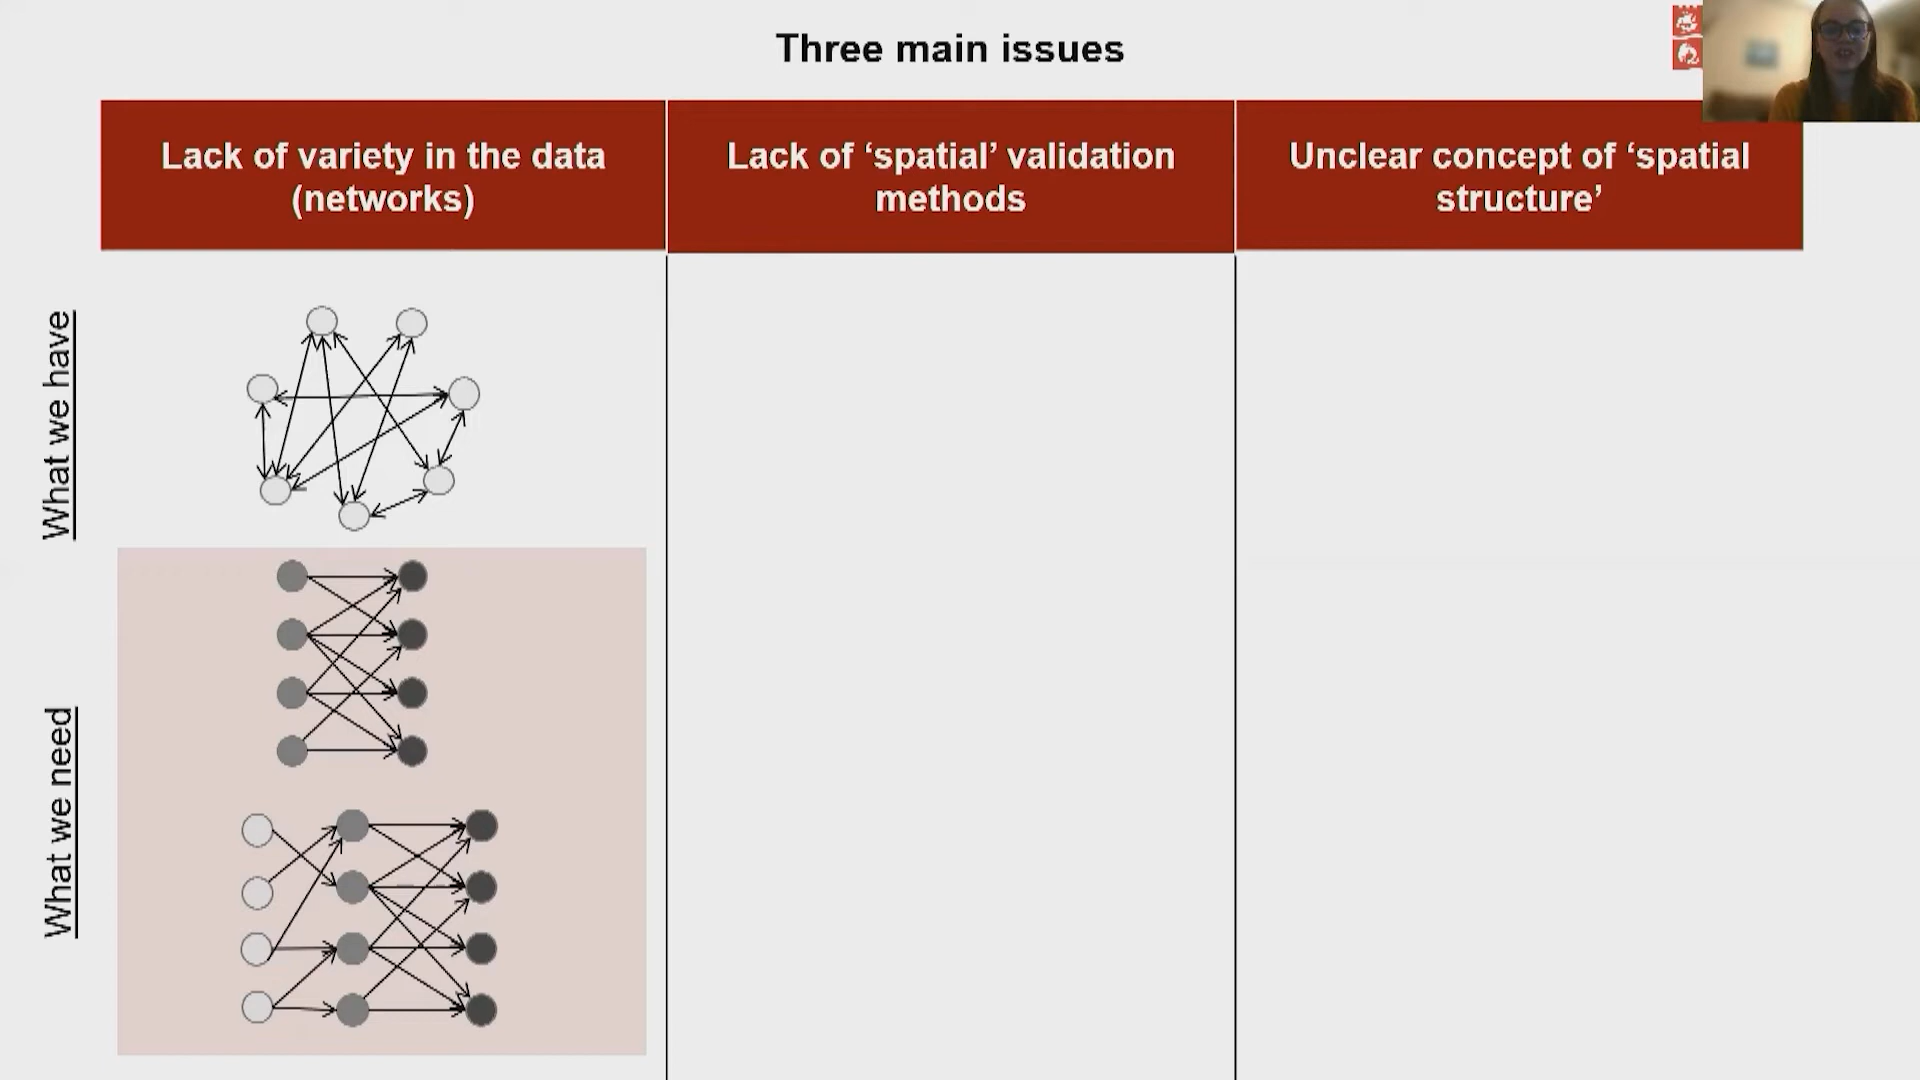 Three main issues
Lack of variety in the data
(networks)
Lack of ‘spatial’ validation
methods
Unclear concept of ‘spatial
structure’
What we have
What we need